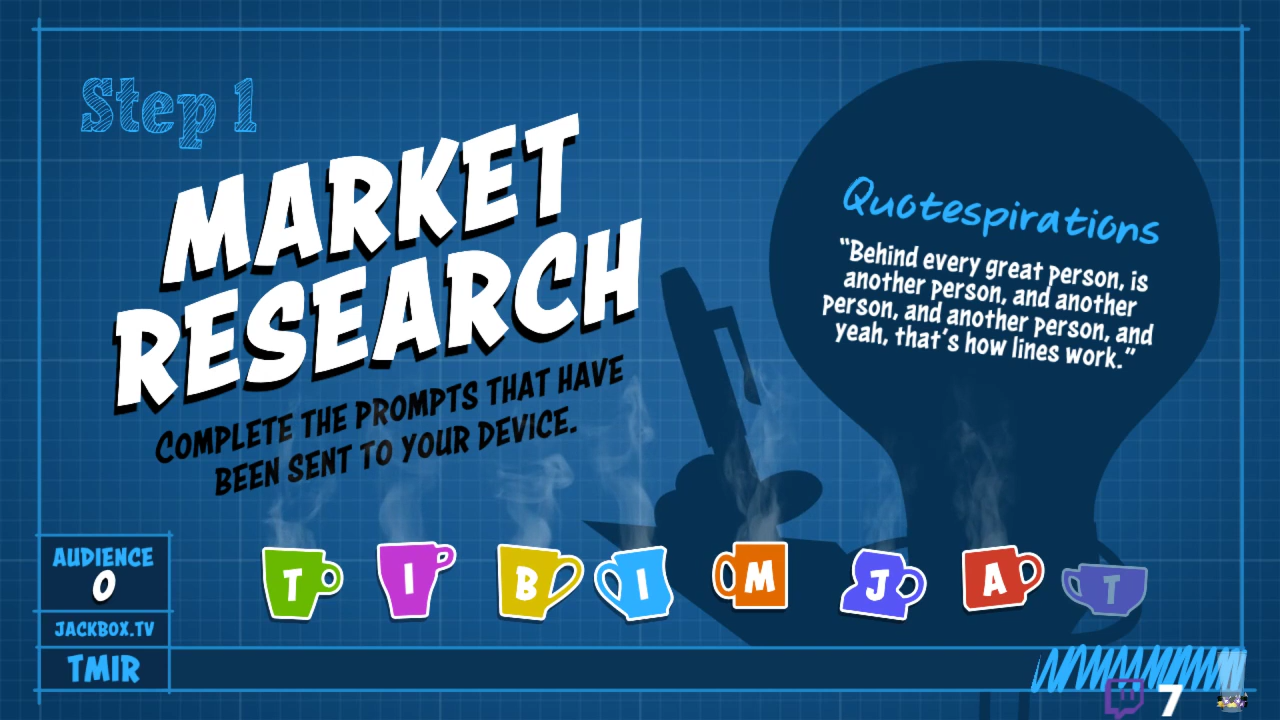 Step 1
MARKET
RESEARCH
COMPLETE THE PROMPTS THAT HAVE
BEEN SENT TO YOUR DEVICE.
Quotespirations
“Behind every great person, is
another person, and another
person, and another person, and
yeah, that's how lines work.”
T I B I M J A T
AUDIENCE
0
JACKBOX.TV
TMIR
7